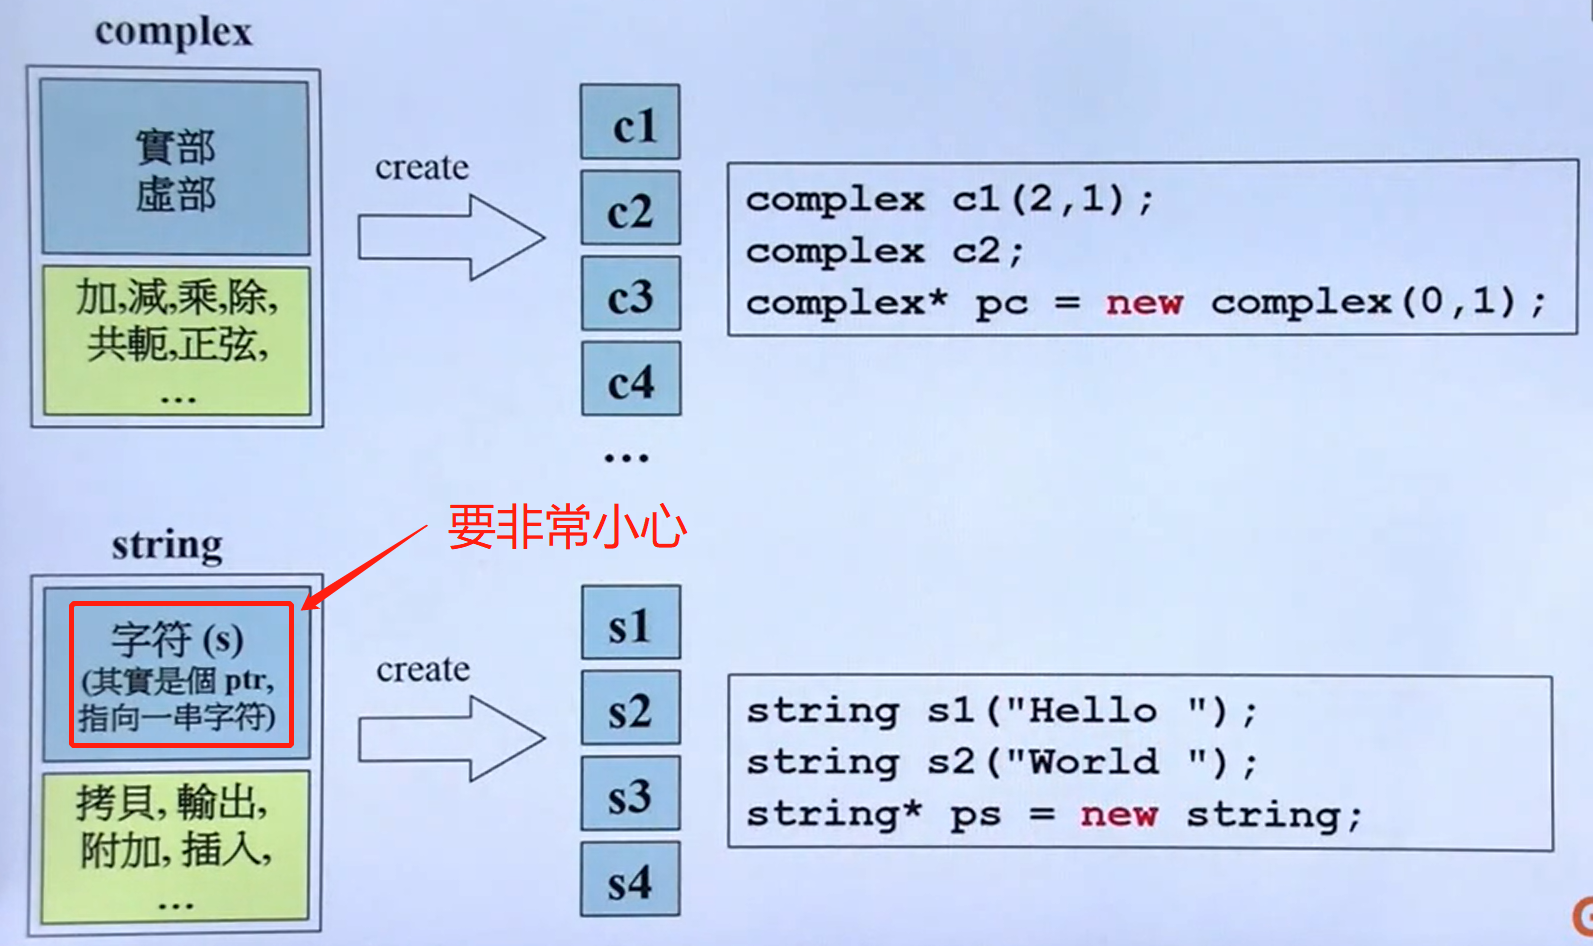 complex
實部
虛部
加,減,乘,除,
共軛,正弦,
...
create
c1
c2
c3
c4
...
complex c1(2,1);
complex c2;
complex* pc = new complex(0,1);
要非常小心
string
字符 (s)
(其實是個 ptr,
指向一串字符)
拷貝, 輸出,
附加, 插入,
...
create
s1
s2
s3
s4
string s1("Hello ");
string s2("World ");
string* ps = new string;